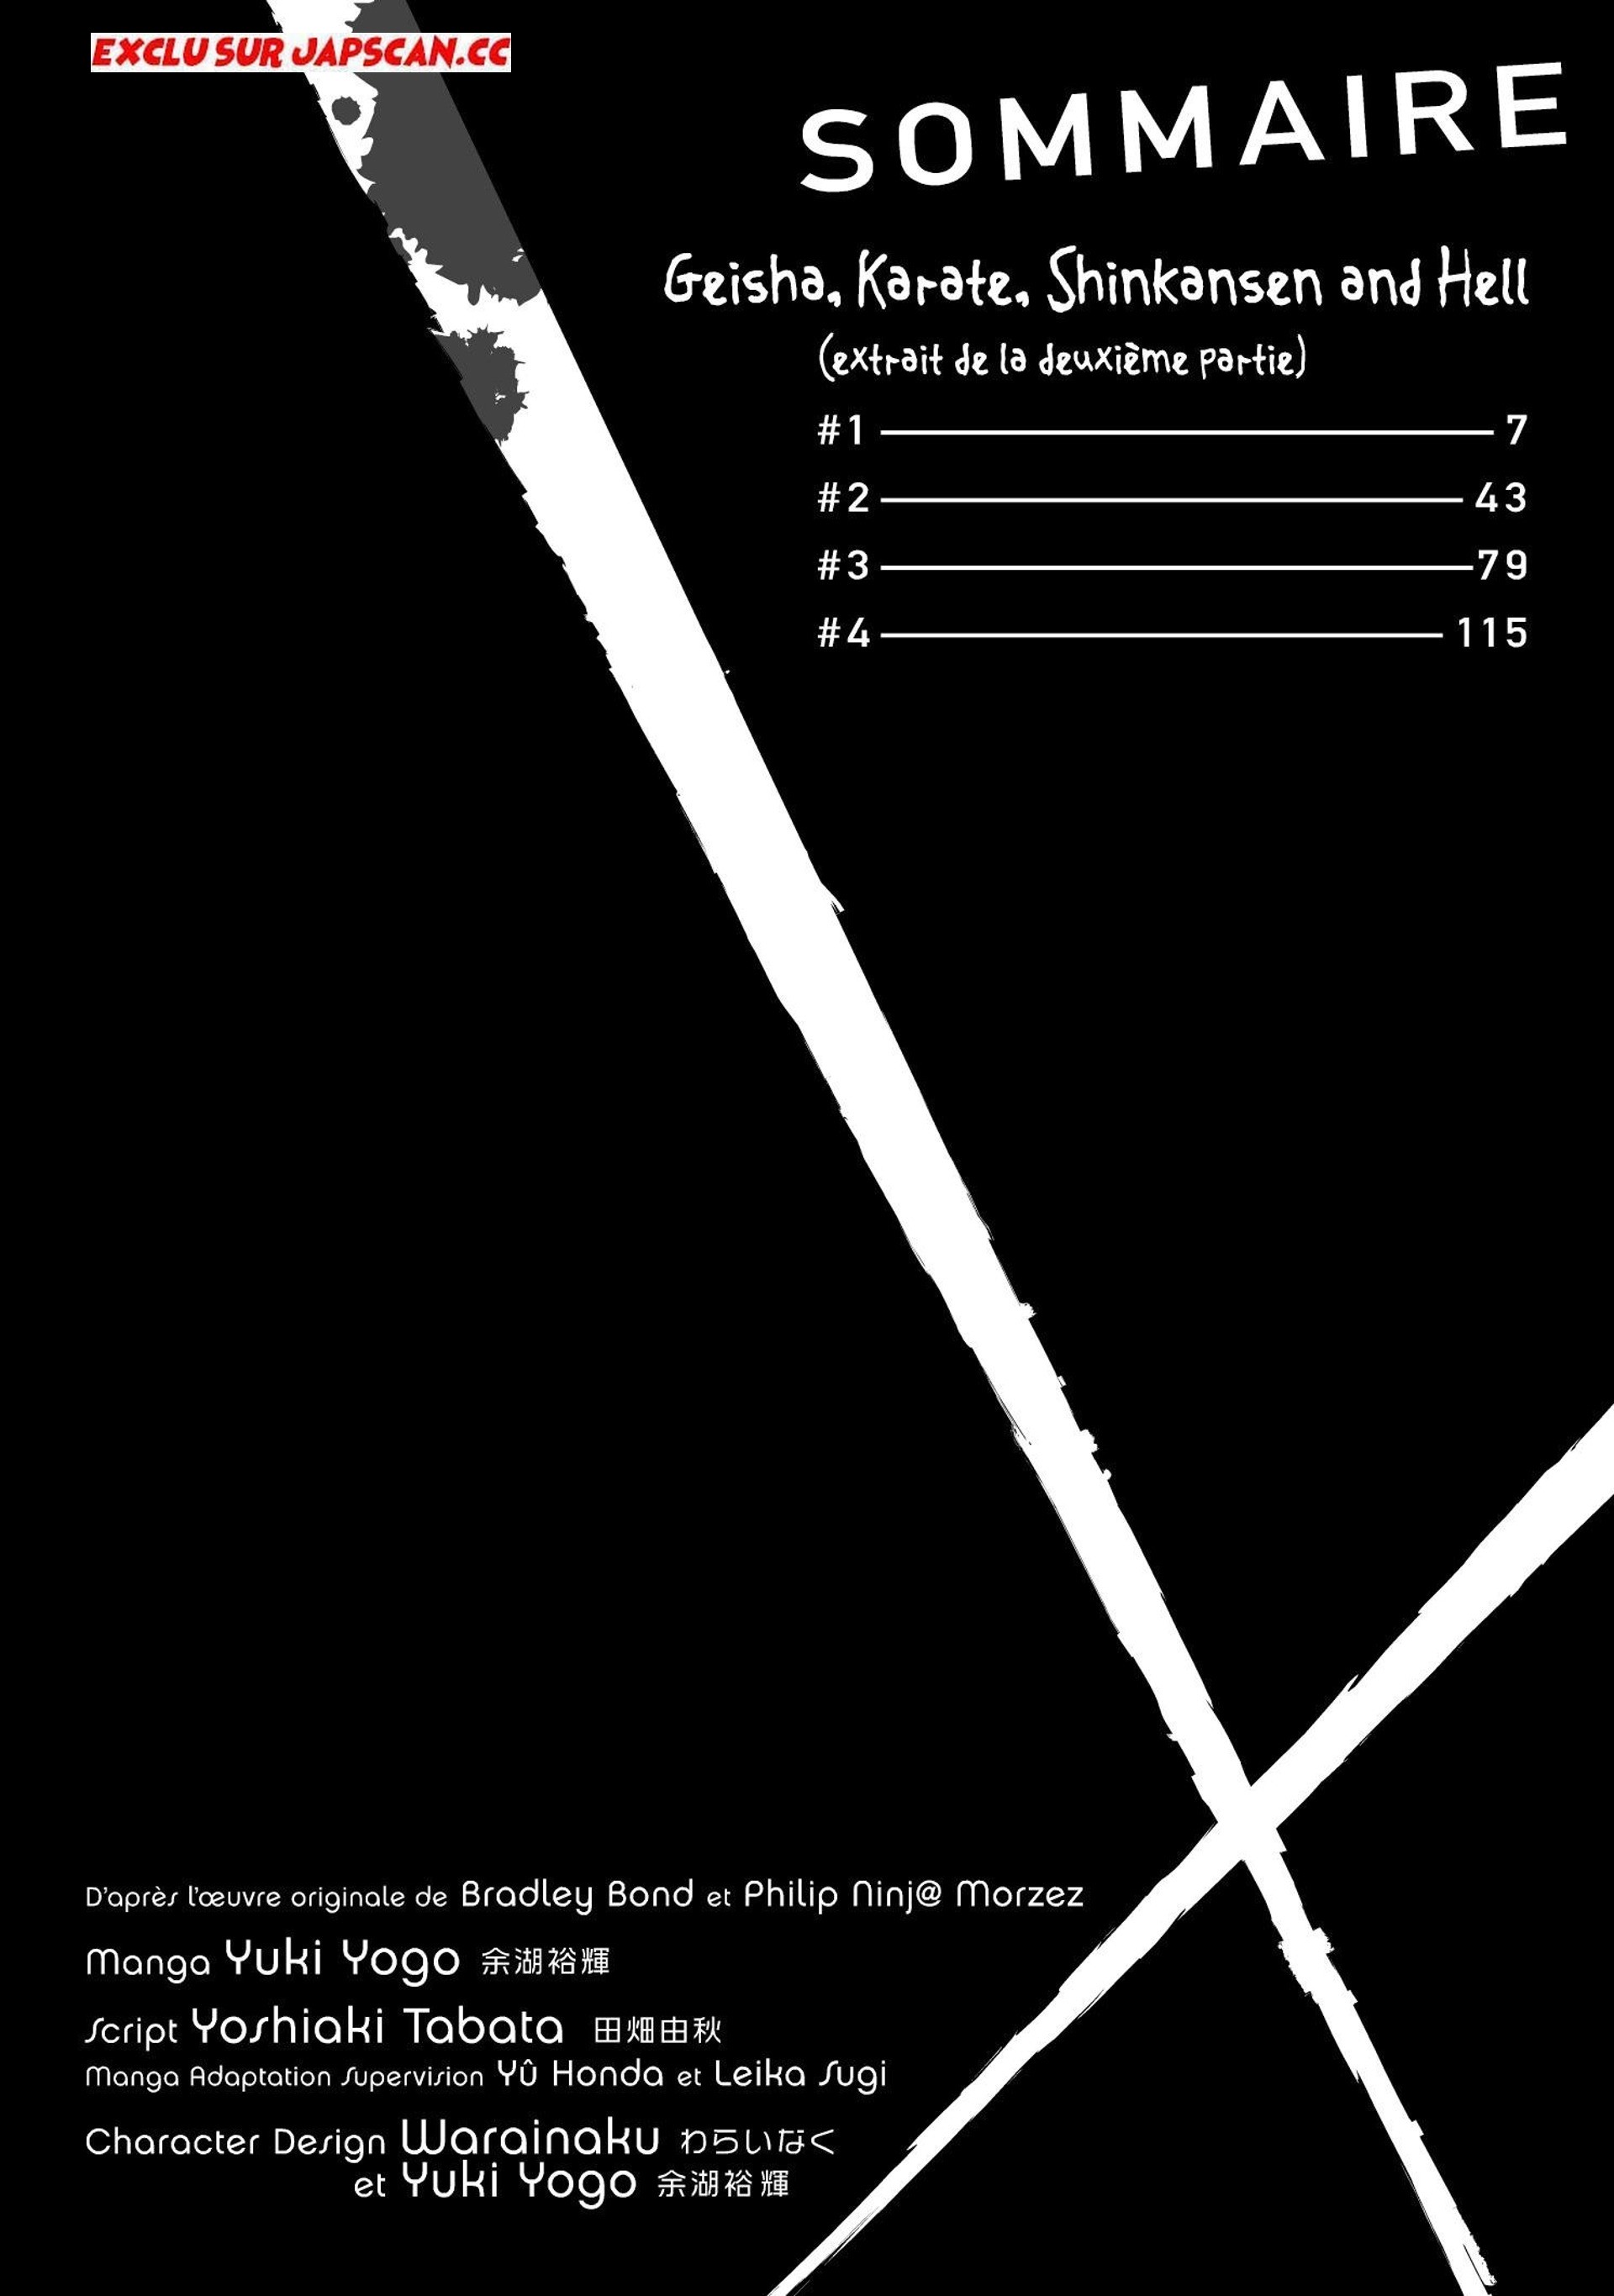 EXCLU SUR JAPSCAN.CC
SOMMAIRE
Geisha, Karate, Shinkansen and Hell
(extrait de la deuxième partie)
#1 7
#2 43
#3 79
#4 115
D'après l'œuvre originale de Bradley Bond et Philip Ninj@ Morzez
Manga Yuki Yogo 余湖裕輝
Script Yoshiaki Tabata 田畑由秋
Manga Adaptation Supervision Yû Honda et Leika Sugi
Character Design Warainaku わらいなく
et Yuki Yogo 余湖裕輝